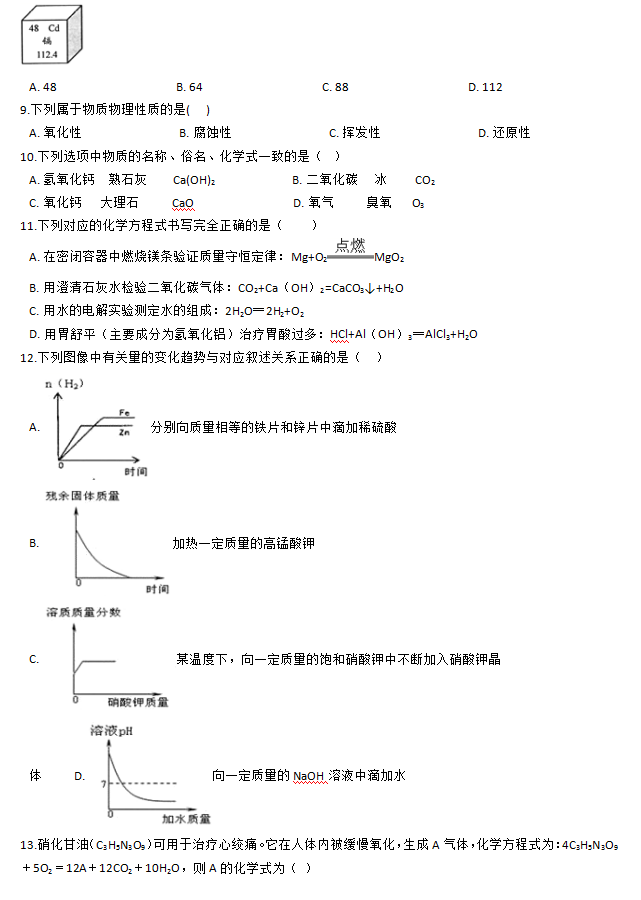 48 Cd
镉
112.4
A. 48 B. 64 C. 88 D. 112
9.下列属于物质物理性质的是( )
A. 氧化性 B. 腐蚀性 C. 挥发性 D. 还原性
10.下列选项中物质的名称、俗名、化学式一致的是（ ）
A. 氢氧化钙 熟石灰 Ca(OH)₂ B. 二氧化碳 冰 CO₂
C. 氧化钙 大理石 CaO D. 氧气 臭氧 O₃
11.下列对应的化学方程式书写完全正确的是（ ）
A. 在密闭容器中燃烧镁条验证质量守恒定律：Mg+O₂ 点燃 MgO₂
B. 用澄清石灰水检验二氧化碳气体：CO₂+Ca（OH）₂=CaCO₃↓+H₂O
C. 用水的电解实验测定水的组成：2H₂O═2H₂+O₂
D. 用胃舒平（主要成分为氢氧化铝）治疗胃酸过多：HCl+Al（OH）₃═AlCl₃+H₂O
12.下列图像中有关量的变化趋势与对应叙述关系正确的是（ ）
n（H₂）
Fe
A. 分别向质量相等的铁片和锌片中滴加稀硫酸
Zn
0
时间
残余固体质量
B. 加热一定质量的高锰酸钾
0
时间
溶质质量分数
C. 某温度下，向一定质量的饱和硝酸钾中不断加入硝酸钾晶
0 硝酸钾质量
溶液pH
体 D. 向一定质量的 NaOH 溶液中滴加水
7
0
加水质量
13.硝化甘油（C₃H₅N₃O₉）可用于治疗心绞痛。它在人体内被缓慢氧化，生成 A 气体，化学方程式为：4C₃H₅N₃O₉
＋5O₂＝12A＋12CO₂＋10H₂O，则 A 的化学式为（ ）